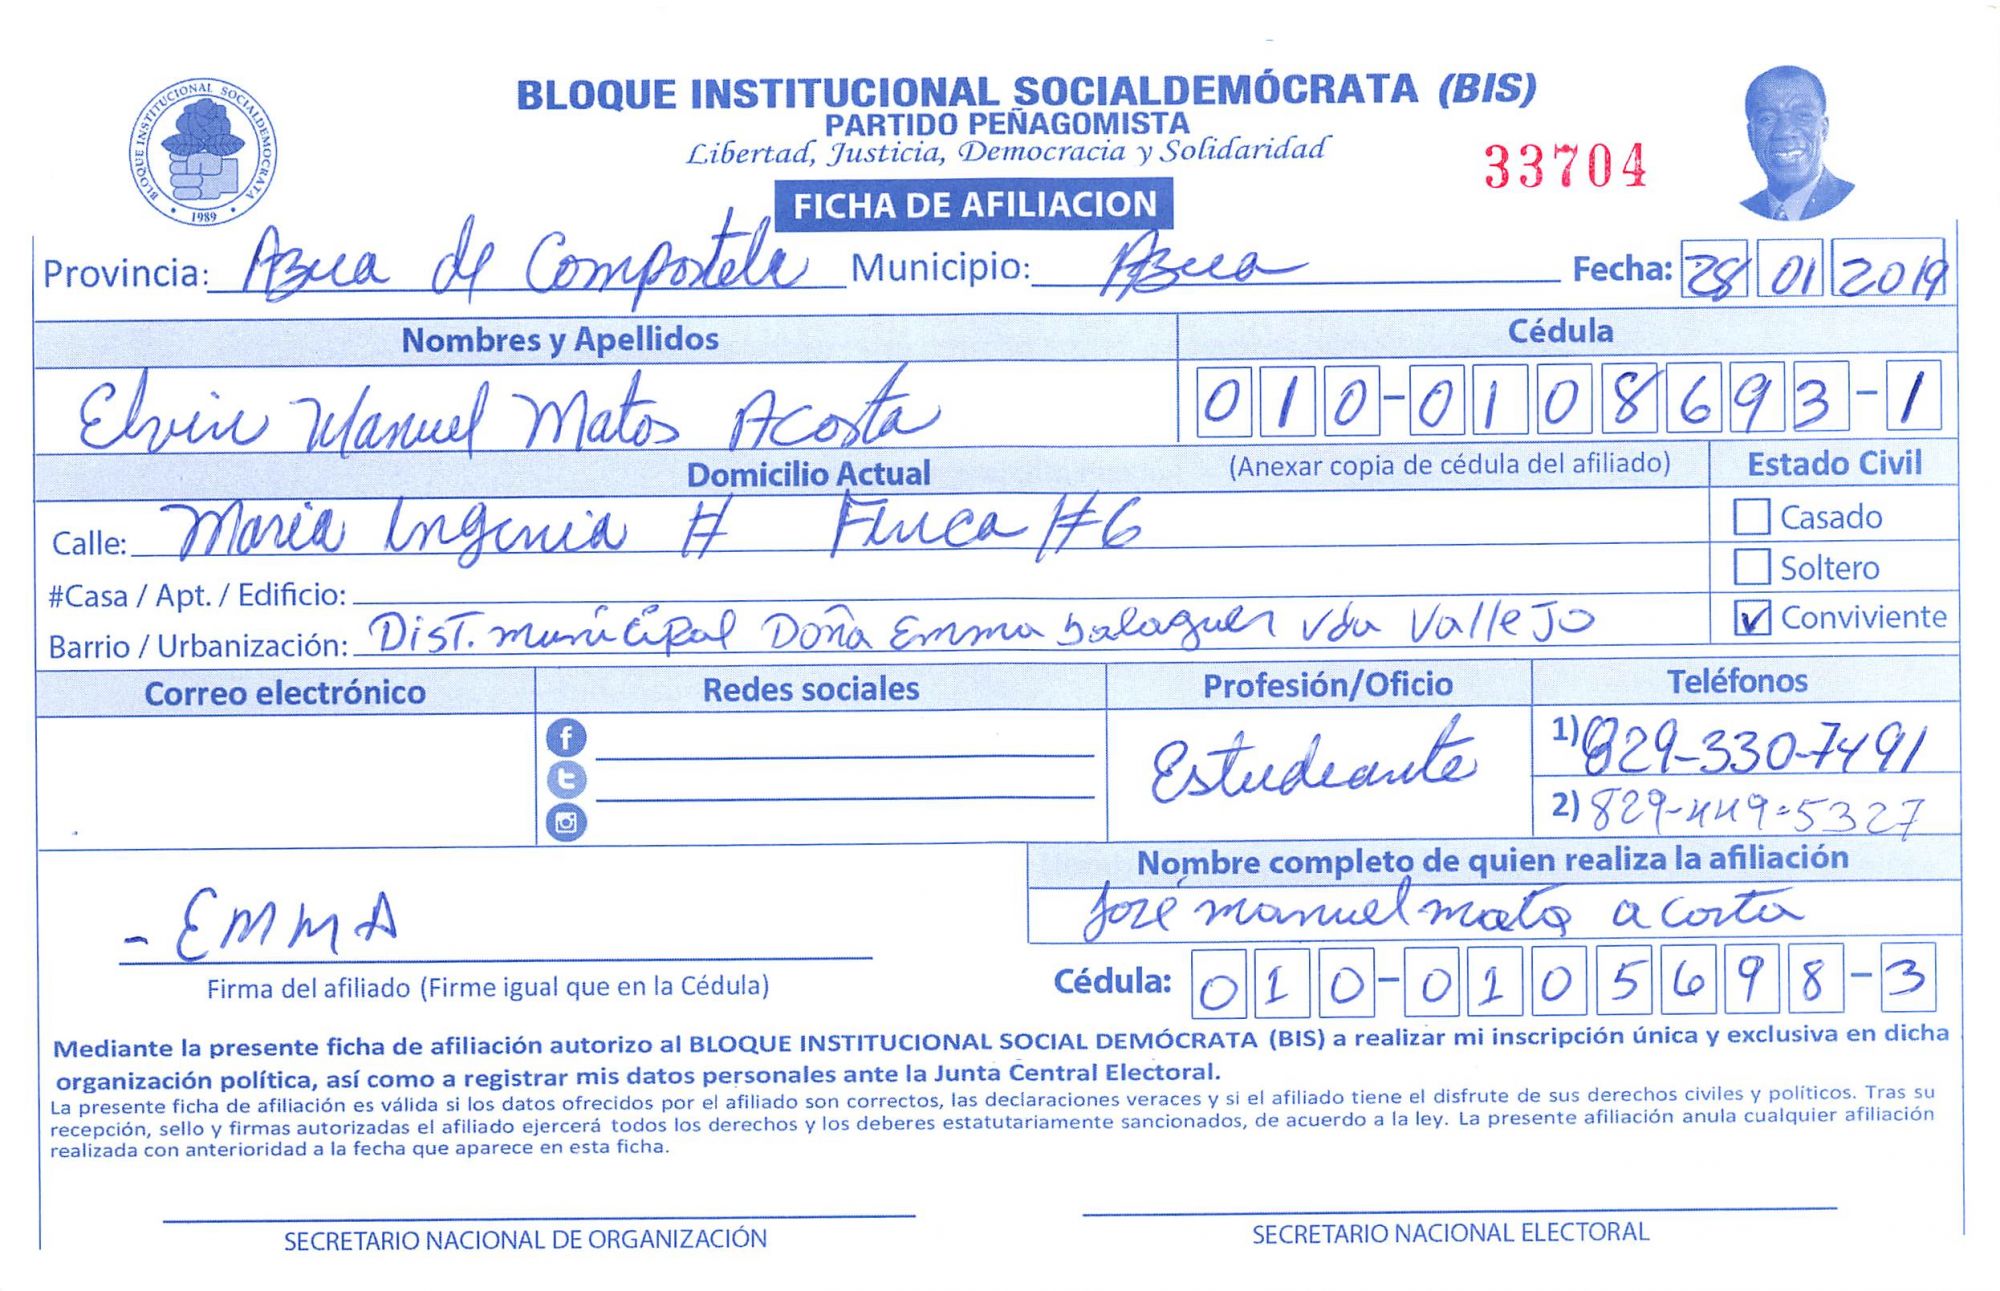 BLOQUE INSTITUCIONAL SOCIALDEMOCRATA
1989
BLOQUE INSTITUCIONAL SOCIALDEMÓCRATA (BIS)
PARTIDO PEÑAGOMISTA
Libertad, Justicia, Democracia y Solidaridad
33704
FICHA DE AFILIACION
Provincia: Azua de Compostela Municipio: Azua Fecha: 28 01 2019
Nombres y Apellidos Cédula
Elvin Manuel Matos Acosta 010-0108693-1
Domicilio Actual (Anexar copia de cédula del afiliado) Estado Civil
Calle: Maria Ingenia # Finca #6 Casado
#Casa / Apt. / Edificio: Soltero
Barrio / Urbanización: Dist. municipal Doña Emma balaguer vda Vallejo Conviviente
Correo electrónico Redes sociales Profesión/Oficio Teléfonos
Estudiante 1) 829-330-7491
2) 829-449-5327
Nombre completo de quien realiza la afiliación
José manuel matos acosta
- EMMA
Firma del afiliado (Firme igual que en la Cédula) Cédula: 010-0105698-3
Mediante la presente ficha de afiliación autorizo al BLOQUE INSTITUCIONAL SOCIAL DEMÓCRATA (BIS) a realizar mi inscripción única y exclusiva en dicha
organización política, así como a registrar mis datos personales ante la Junta Central Electoral.
La presente ficha de afiliación es válida si los datos ofrecidos por el afiliado son correctos, las declaraciones veraces y si el afiliado tiene el disfrute de sus derechos civiles y políticos. Tras su
recepción, sello y firmas autorizadas el afiliado ejercerá todos los derechos y los deberes estatutariamente sancionados, de acuerdo a la ley. La presente afiliación anula cualquier afiliación
realizada con anterioridad a la fecha que aparece en esta ficha.
SECRETARIO NACIONAL DE ORGANIZACIÓN SECRETARIO NACIONAL ELECTORAL